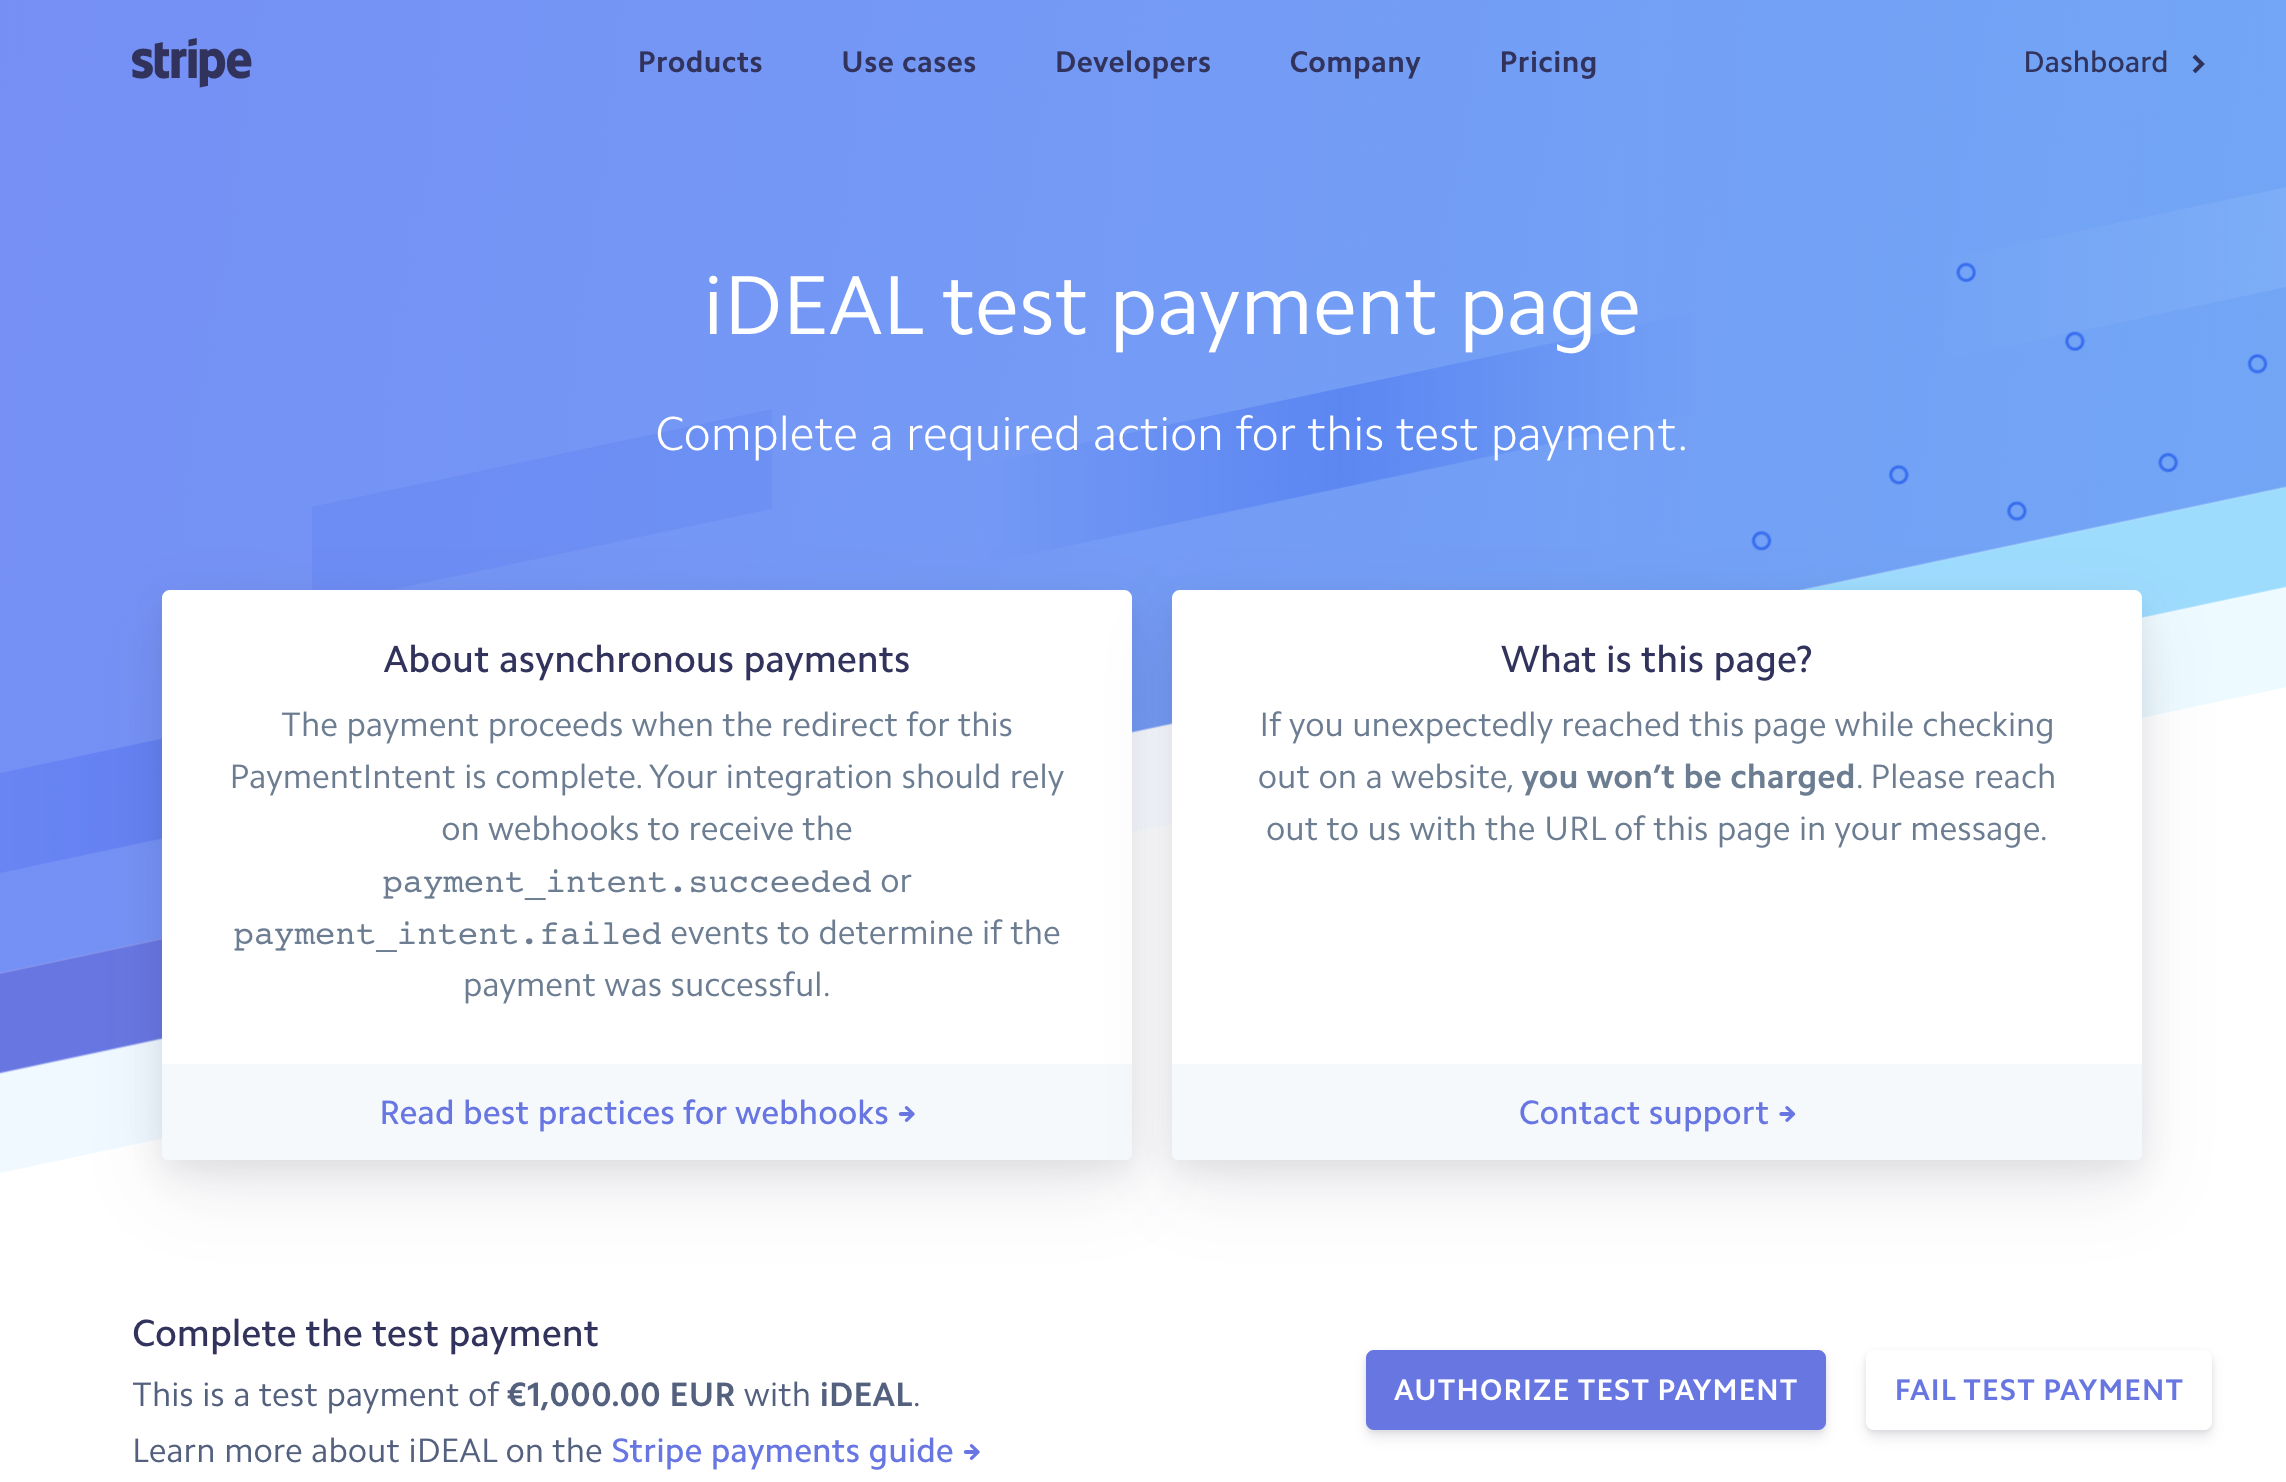 stripe
Products Use cases Developers Company Pricing
Dashboard
iDEAL test payment page
Complete a required action for this test payment.
About asynchronous payments
The payment proceeds when the redirect for this
PaymentIntent is complete. Your integration should rely
on webhooks to receive the
payment_intent.succeeded or
payment_intent.failed events to determine if the
payment was successful.
Read best practices for webhooks →
What is this page?
If you unexpectedly reached this page while checking
out on a website, you won’t be charged. Please reach
out to us with the URL of this page in your message.
Contact support →
Complete the test payment
This is a test payment of €1,000.00 EUR with iDEAL.
Learn more about iDEAL on the Stripe payments guide →
AUTHORIZE TEST PAYMENT
FAIL TEST PAYMENT